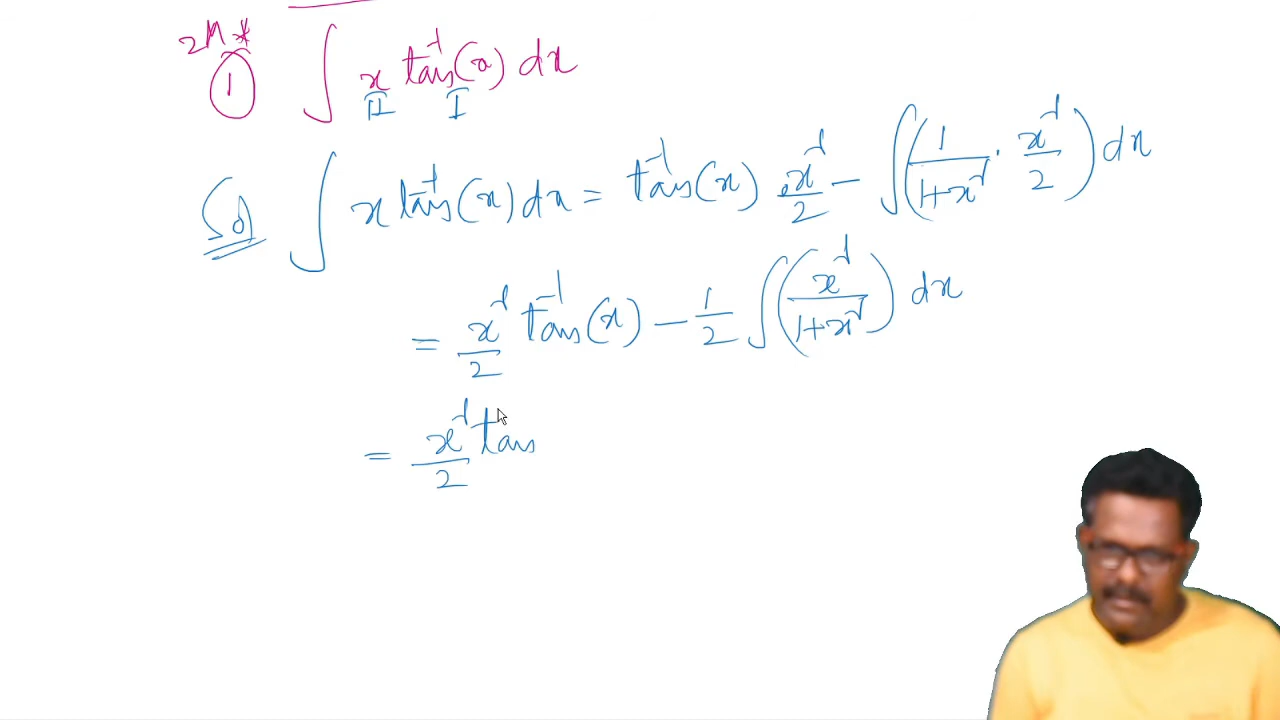 2M *
① ∫ x tan⁻¹(x) dx
II I
Sol ∫ x tan⁻¹(x) dx = tan⁻¹(x) x²/2 − ∫(1/(1+x²) · x²/2) dx
= x²/2 tan⁻¹(x) − 1/2 ∫(x²/(1+x²)) dx
= x²/2 tan